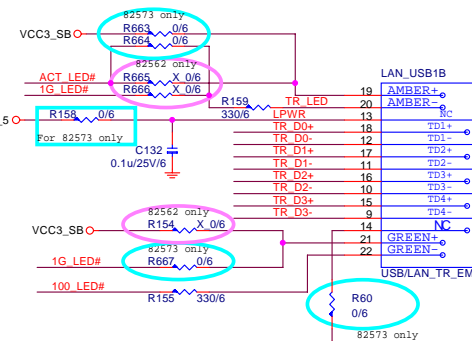 82573 only
R663 0/6
VCC3_SB
R664 0/6
82562 only
LAN_USB1B
ACT_LED# R665 X_0/6
1G_LED# R666 X_0/6
R159
19 AMBER+
TR_LED 20 AMBER-
330/6
LPWR 13 NC
_5 R158 0/6
TR_D0+ 18 TD1+
For 82573 only
TR_D0- 12 TD1-
C132
TR_D1+ 17 TD2+
0.1u/25V/6
TR_D1- 11 TD2-
TR_D2+ 16 TD3+
TR_D2- 10 TD3-
TR_D3+ 15 TD4+
82562 only
TR_D3- 9 TD4-
R154 X_0/6
VCC3_SB
14 NC
82573 only
21 GREEN+
22 GREEN-
1G_LED# R667 0/6
USB/LAN_TR_EM
100_LED# R155 330/6
R60
0/6
82573 only